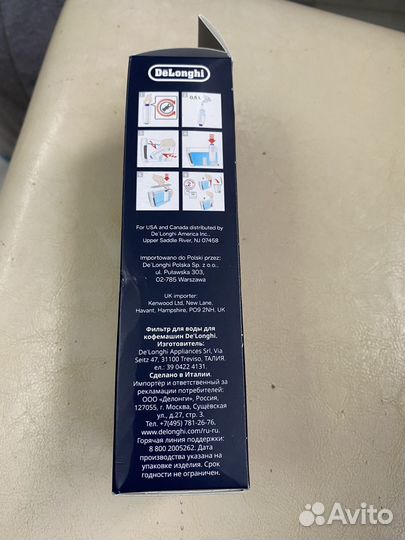 DeLonghi
0,5 L
For USA and Canada distributed by
De'Longhi America Inc.,
Upper Saddle River, NJ 07458
Importowano do Polski przez:
De'Longhi Polska Sp. z o.o.,
ul. Puławska 303,
02-785 Warszawa
UK importer:
Kenwood Ltd, New Lane,
Havant, Hampshire, PO9 2NH, UK
Фильтр для воды для
кофемашин De'Longhi.
Изготовитель:
De'Longhi Appliances Srl, Via
Seitz 47, 31100 Treviso, ТАЛИЯ
ел.: 39 0422 4131.
Сделано в Италии.
Импортёр и ответственный за
рекламации потребителей:
ООО «Делонги», Россия,
127055, г. Москва, Сущёвская
ул., д.27, стр. 3.
Тел. +7(495) 781-26-76,
www.delonghi.com/ru-ru.
Горячая линия поддержки:
8 800 2005262. Дата
производства указана на
упаковке изделия. Срок
годности не ограничен.
Avito